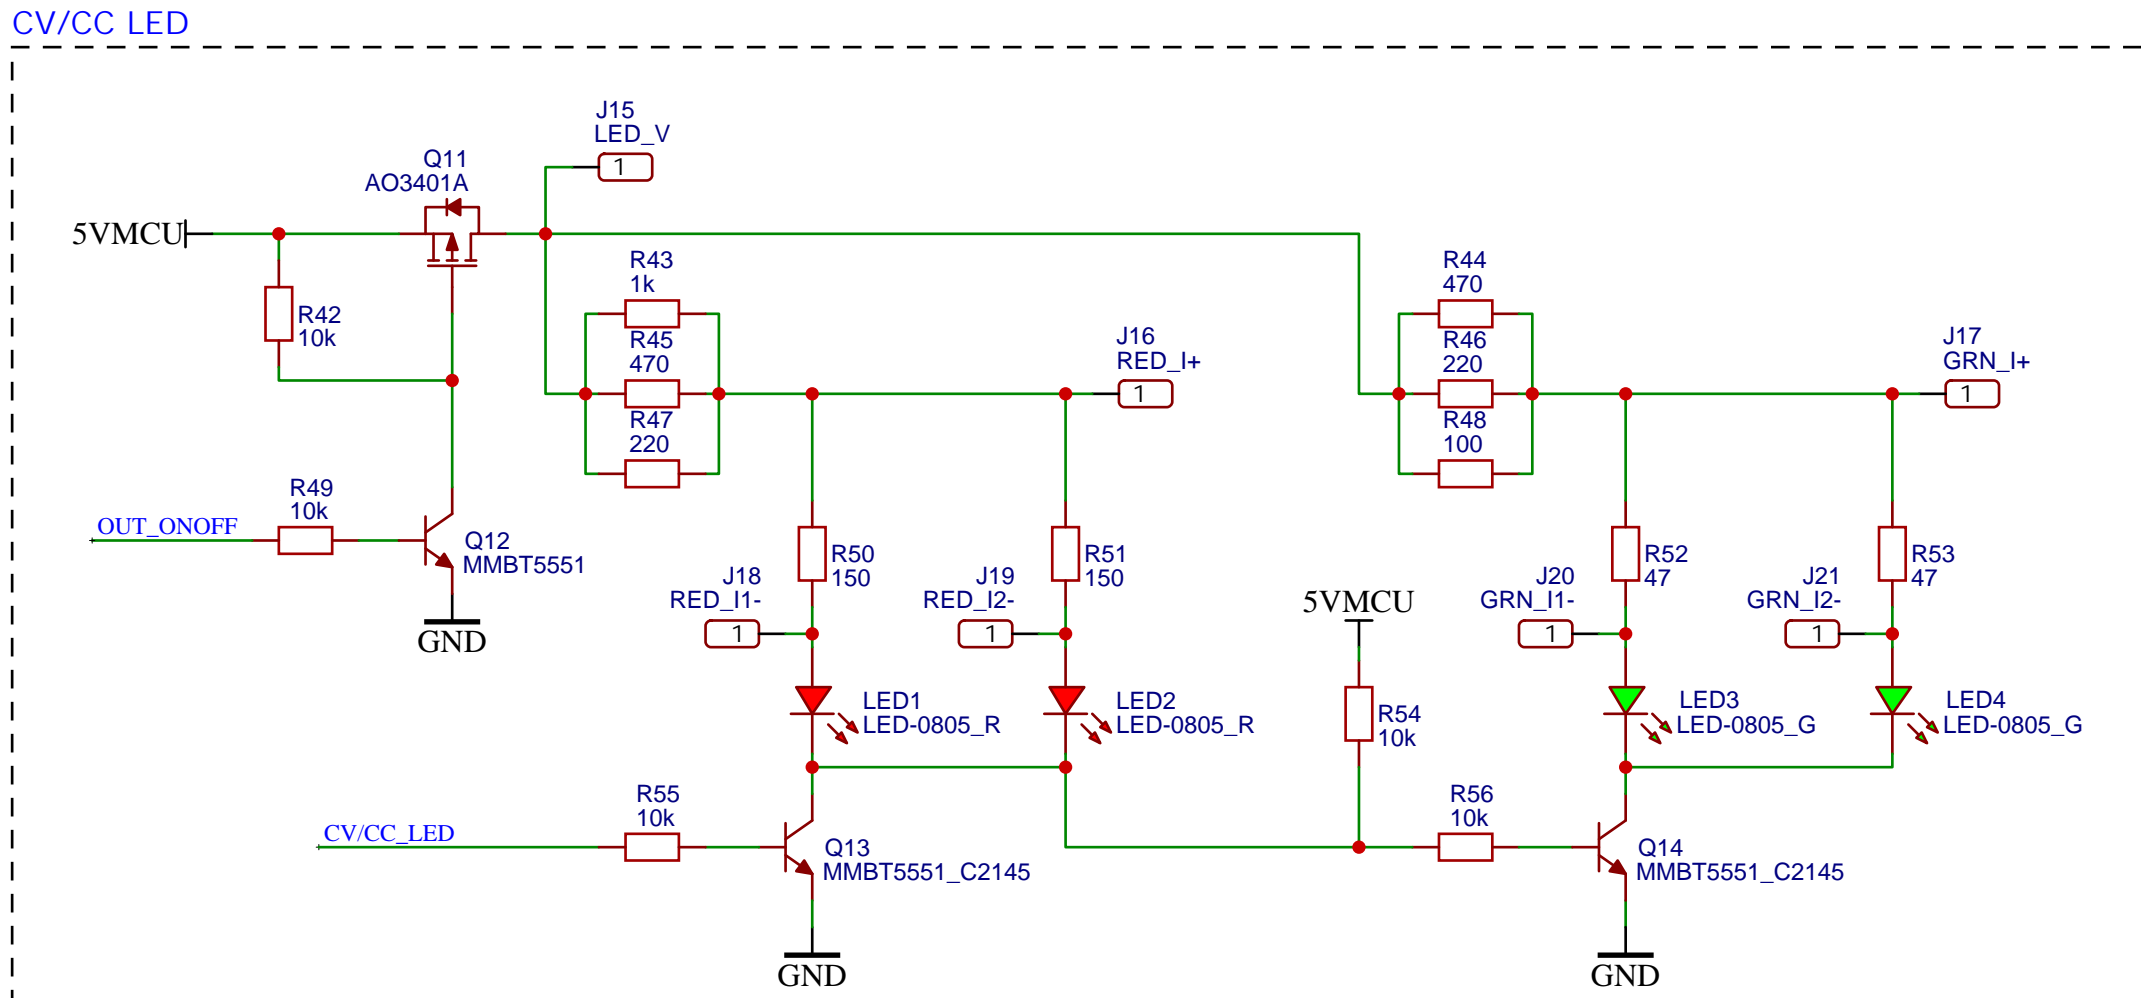 CV/CC LED
J15
LED_V
1
Q11
AO3401A
5VMCU
R42
10k
R43
1k
R45
470
R47
220
J16
RED_I+
1
R44
470
R46
220
R48
100
J17
GRN_I+
1
OUT_ONOFF
R49
10k
Q12
MMBT5551
GND
R50
150
R51
150
R52
47
R53
47
J18
RED_I1-
1
J19
RED_I2-
1
5VMCU
J20
GRN_I1-
1
J21
GRN_I2-
1
LED1
LED-0805_R
LED2
LED-0805_R
R54
10k
LED3
LED-0805_G
LED4
LED-0805_G
CV/CC_LED
R55
10k
Q13
MMBT5551_C2145
GND
R56
10k
Q14
MMBT5551_C2145
GND